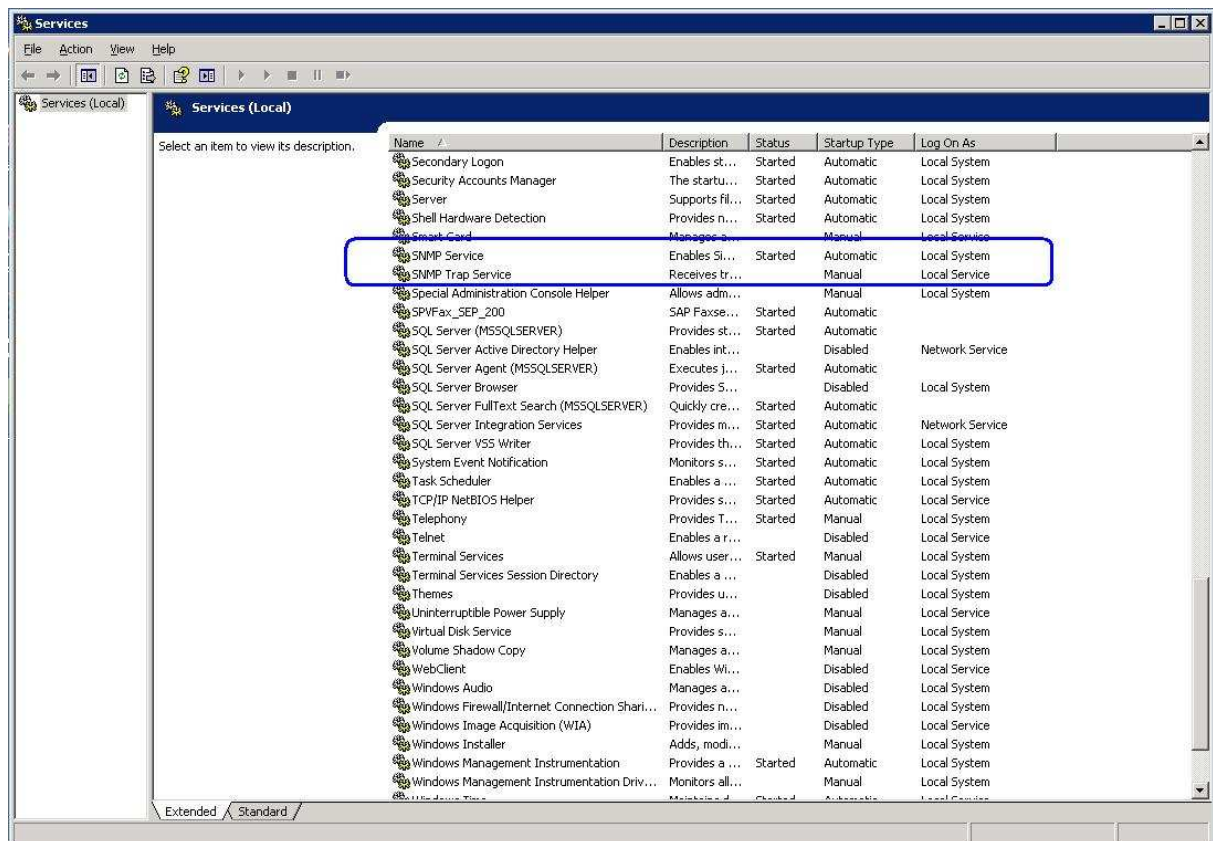 Services
File Action View Help
Services (Local)
Services (Local)
Select an item to view its description.
Name Description Status Startup Type Log On As
Secondary Logon Enables st... Started Automatic Local System
Security Accounts Manager The startu... Started Automatic Local System
Server Supports fil... Started Automatic Local System
Shell Hardware Detection Provides n... Started Automatic Local System
Smart Card Manages a... Manual Local Service
SNMP Service Enables Si... Started Automatic Local System
SNMP Trap Service Receives tr... Manual Local Service
Special Administration Console Helper Allows adm... Manual Local System
SPVFax_SEP_200 SAP Faxse... Started Automatic
SQL Server (MSSQLSERVER) Provides st... Started Automatic
SQL Server Active Directory Helper Enables int... Disabled Network Service
SQL Server Agent (MSSQLSERVER) Executes j... Started Automatic
SQL Server Browser Provides S... Disabled Local System
SQL Server FullText Search (MSSQLSERVER) Quickly cre... Started Automatic
SQL Server Integration Services Provides m... Started Automatic Network Service
SQL Server VSS Writer Provides th... Started Automatic Local System
System Event Notification Monitors s... Started Automatic Local System
Task Scheduler Enables a ... Started Automatic Local System
TCP/IP NetBIOS Helper Provides s... Started Automatic Local Service
Telephony Provides T... Started Manual Local System
Telnet Enables a r... Disabled Local Service
Terminal Services Allows user... Started Manual Local System
Terminal Services Session Directory Enables a ... Disabled Local System
Themes Provides u... Disabled Local System
Uninterruptible Power Supply Manages a... Manual Local Service
Virtual Disk Service Provides s... Manual Local System
Volume Shadow Copy Manages a... Manual Local System
WebClient Enables Wi... Disabled Local Service
Windows Audio Manages a... Disabled Local System
Windows Firewall/Internet Connection Shari... Provides n... Disabled Local System
Windows Image Acquisition (WIA) Provides im... Disabled Local Service
Windows Installer Adds, modi... Manual Local System
Windows Management Instrumentation Provides a ... Started Automatic Local System
Windows Management Instrumentation Driv... Monitors all... Manual Local System
Windows Time Maintains d... Started Automatic Local Service
Extended Standard